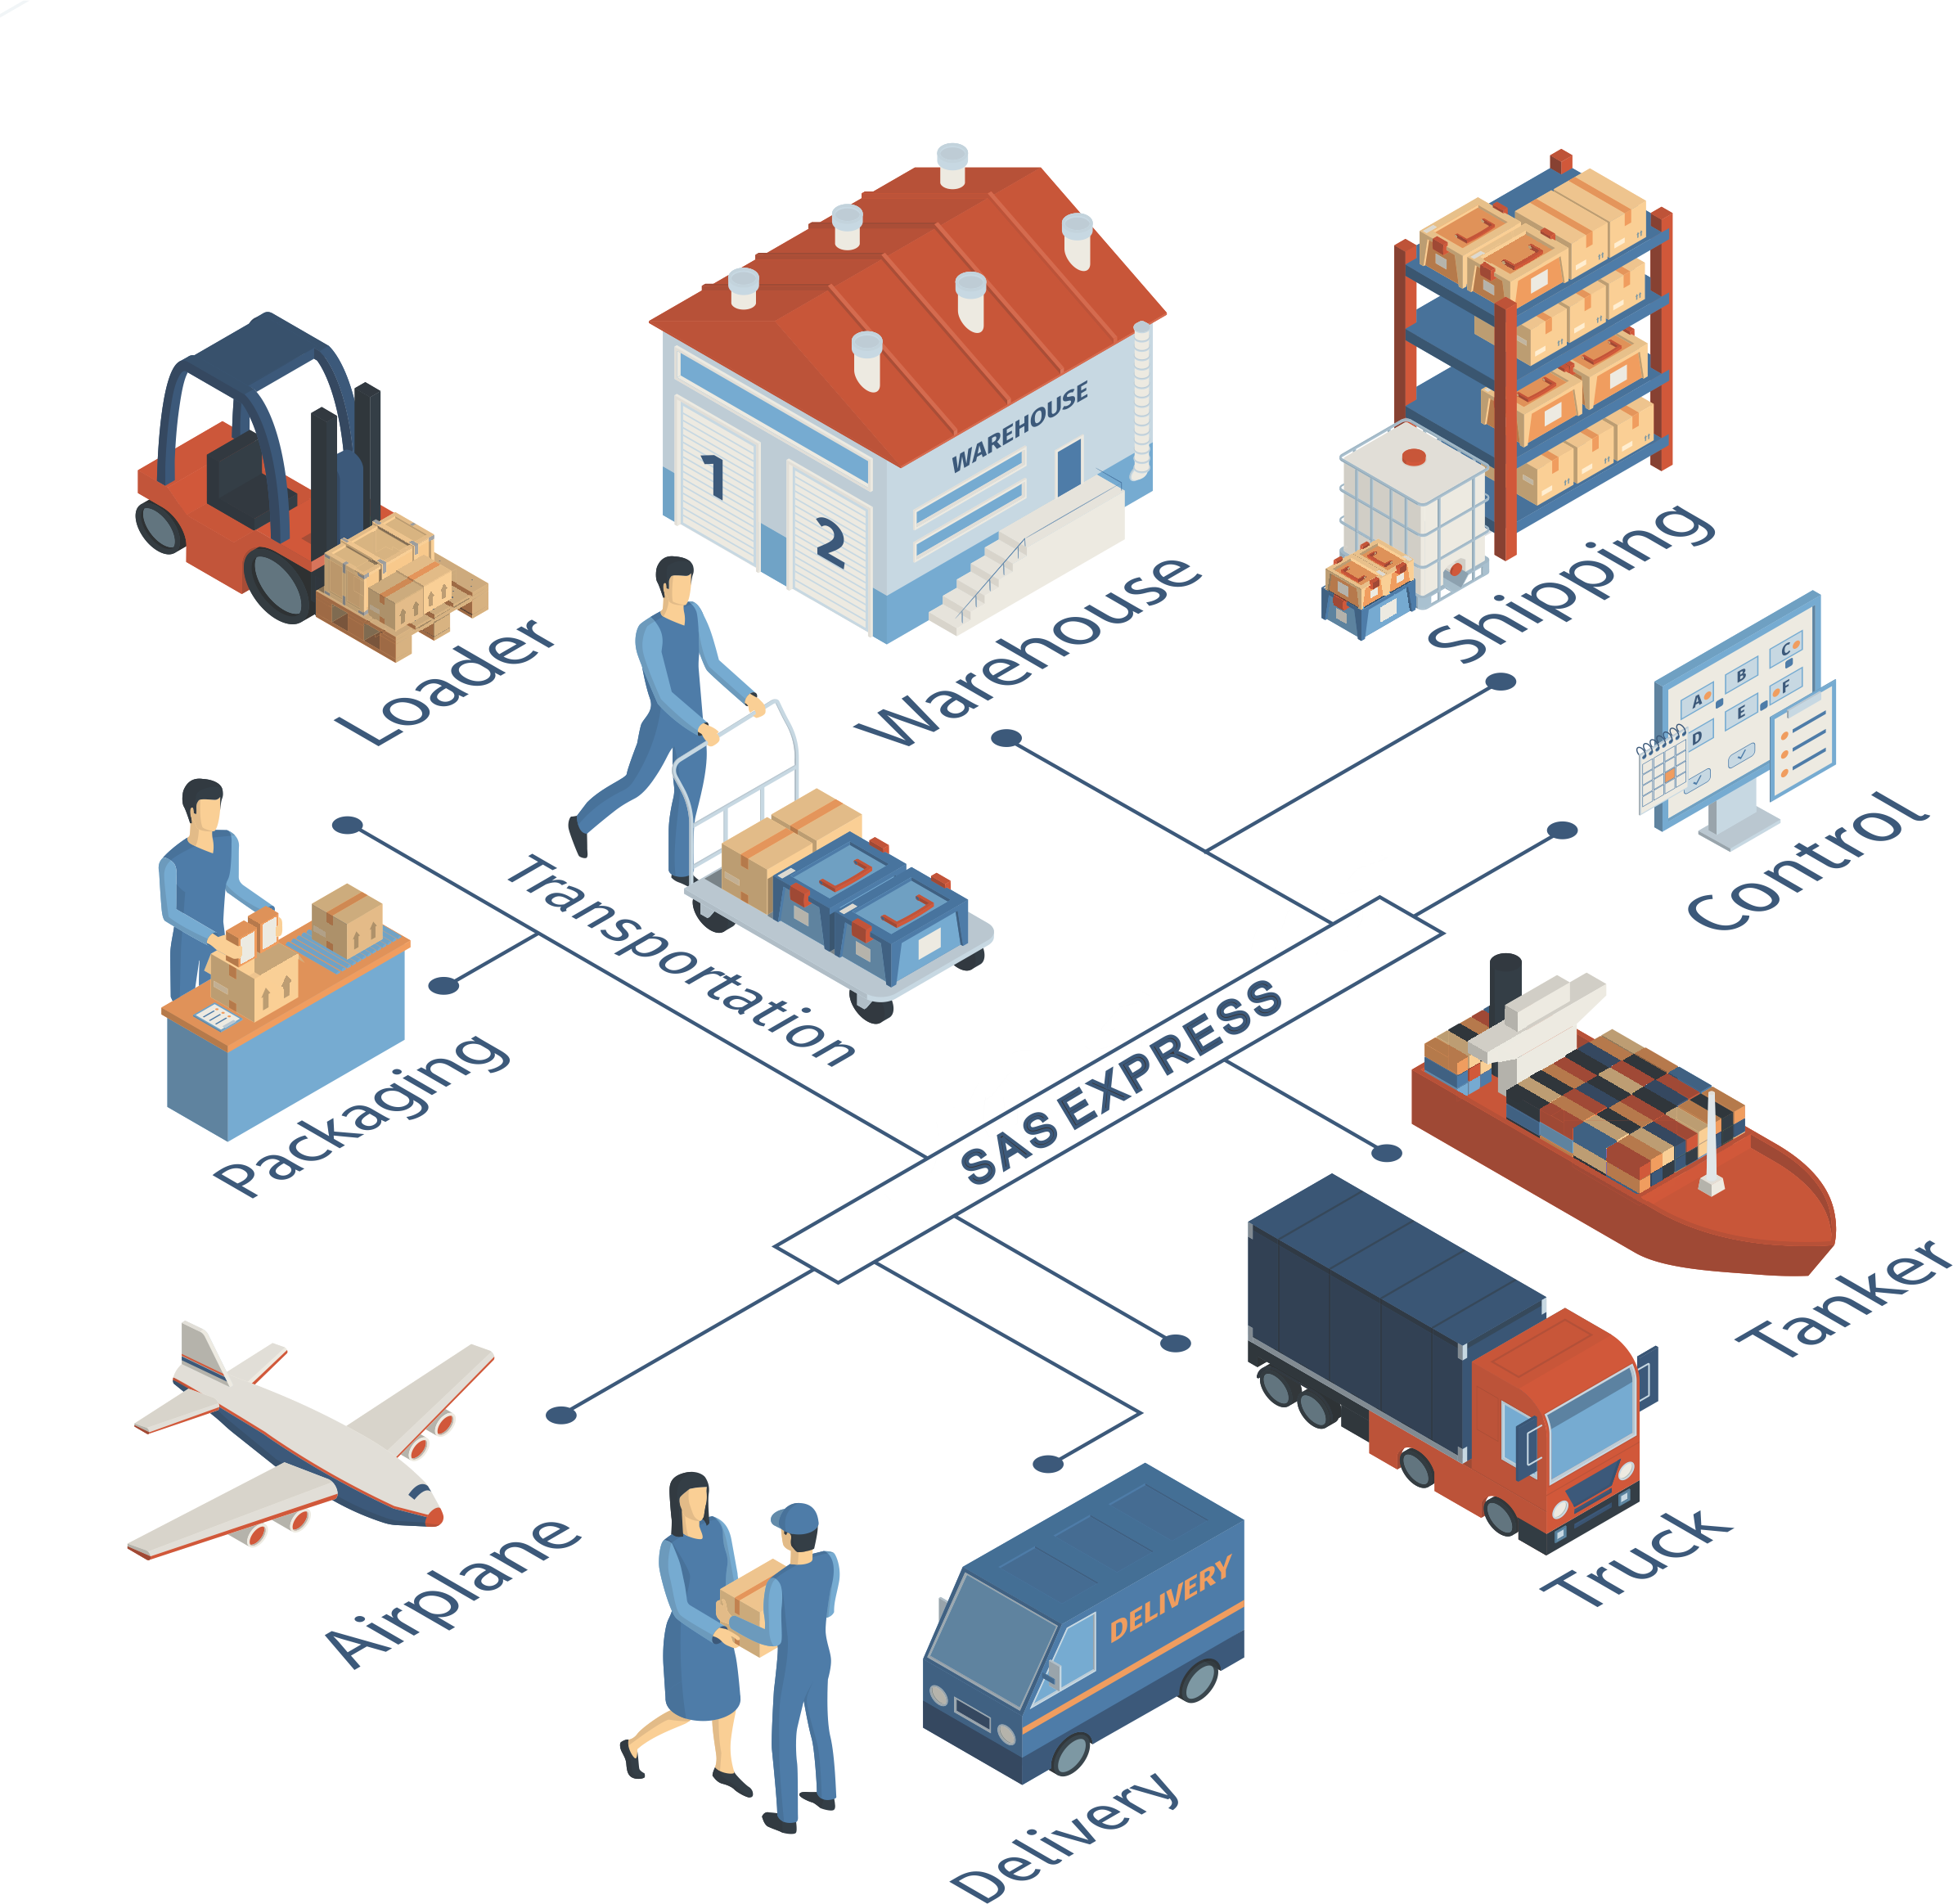 WAREHOUSE
1
2
Loader
Warehouse
Shipping
A
B
C
D
E
F
Control
Transportation
Packaging
SAS EXPRESS
Tanker
Truck
Airplane
DELIVERY
Delivery